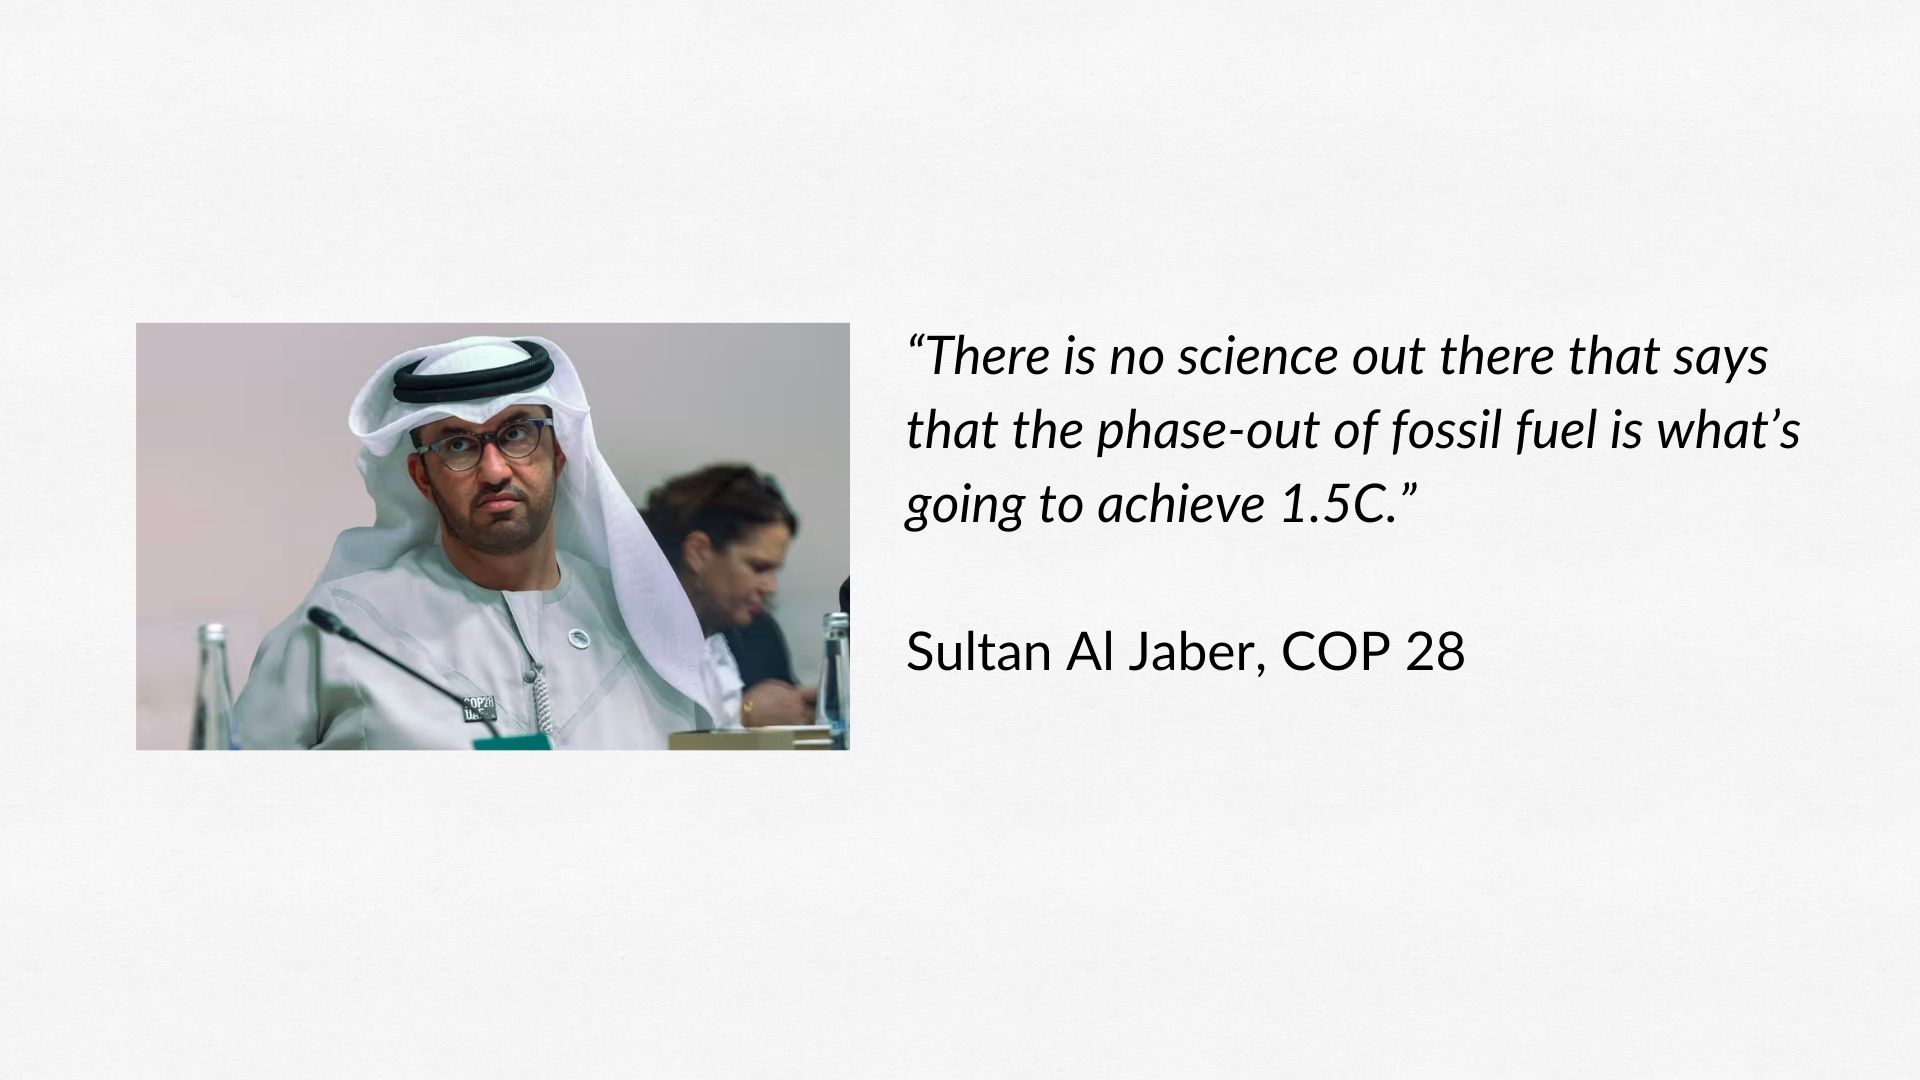 “There is no science out there that says
that the phase-out of fossil fuel is what’s
going to achieve 1.5C.”
Sultan Al Jaber, COP 28
COP28
UAE